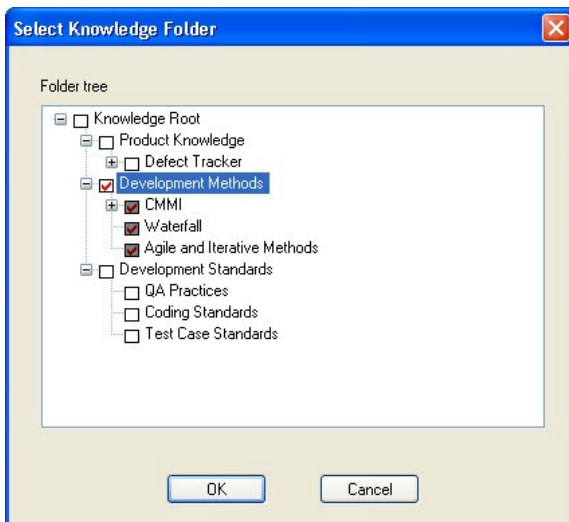 Select Knowledge Folder
Folder tree
Knowledge Root
Product Knowledge
Defect Tracker
Development Methods
CMMI
Waterfall
Agile and Iterative Methods
Development Standards
QA Practices
Coding Standards
Test Case Standards
OK Cancel